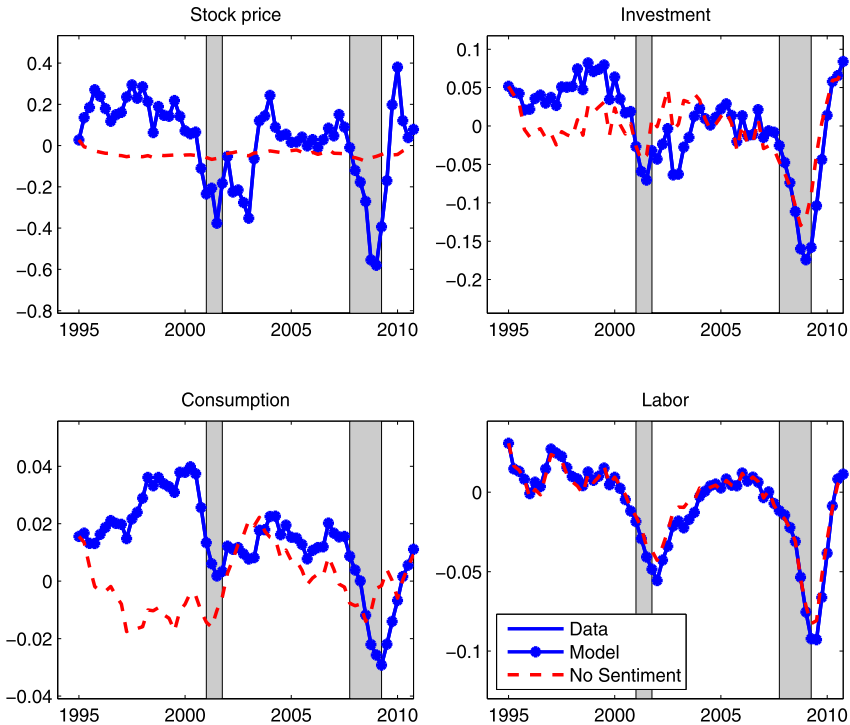 Stock price
0.4
0.2
0
−0.2
−0.4
−0.6
−0.8
1995 2000 2005 2010
Investment
0.1
0.05
0
−0.05
−0.1
−0.15
−0.2
1995 2000 2005 2010
Consumption
0.04
0.02
0
−0.02
−0.04
1995 2000 2005 2010
Labor
0
−0.05
−0.1
Data
Model
No Sentiment
1995 2000 2005 2010